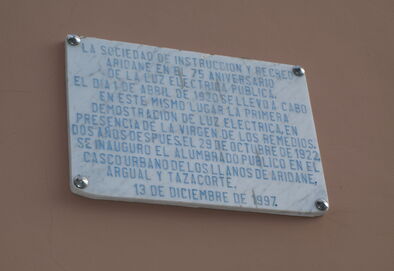 LA SOCIEDAD DE INSTRUCCION Y RECREO
ARIDANE EN EL 75 ANIVERSARIO
DE LA LUZ ELECTRICA PUBLICA.
EL DIA 1 DE ABRIL DE 1920 SE LLEVO A CABO
EN ESTE MISMO LUGAR LA PRIMERA
DEMOSTRACION DE LUZ ELECTRICA, EN
PRESENCIA DE LA VIRGEN DE LOS REMEDIOS.
DOS AÑOS DESPUES, EL 29 DE OCTUBRE DE 1922,
SE INAUGURO EL ALUMBRADO PUBLICO EN EL
CASCO URBANO DE LOS LLANOS DE ARIDANE,
ARGUAL Y TAZACORTE.
13 DE DICIEMBRE DE 1997.